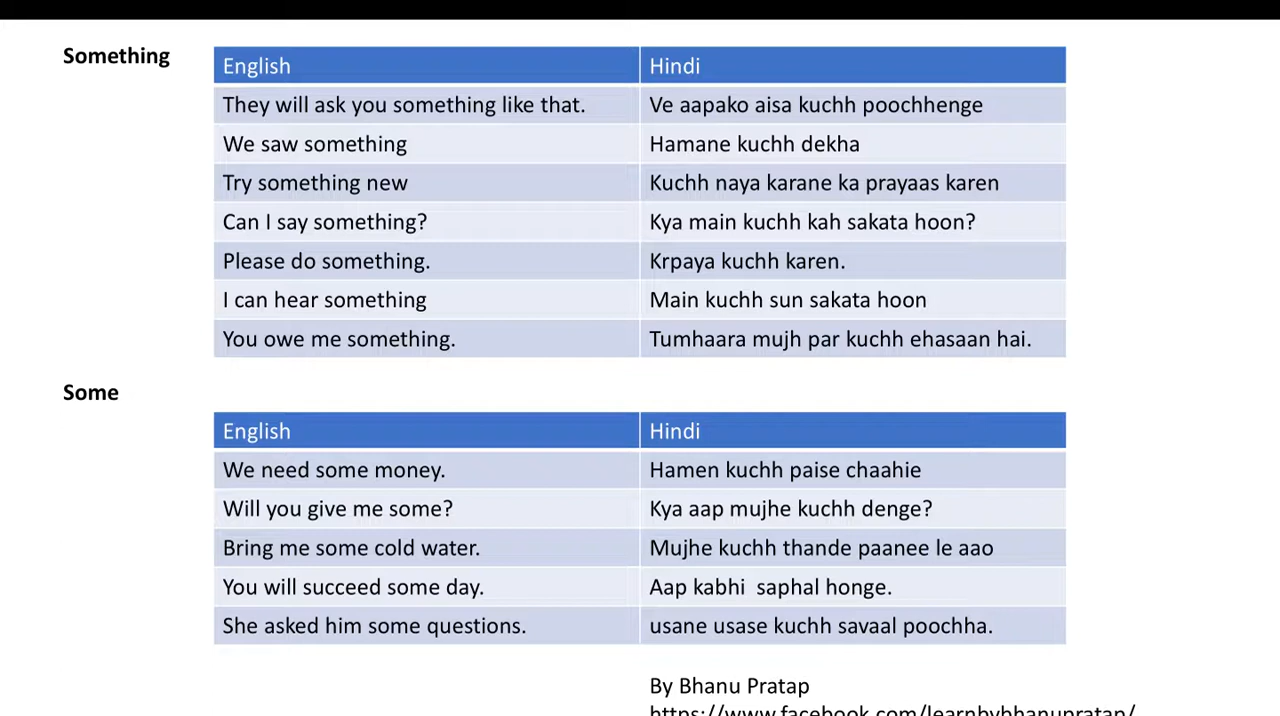 Something
English Hindi
They will ask you something like that. Ve aapako aisa kuchh poochhenge
We saw something Hamane kuchh dekha
Try something new Kuchh naya karane ka prayaas karen
Can I say something? Kya main kuchh kah sakata hoon?
Please do something. Krpaya kuchh karen.
I can hear something Main kuchh sun sakata hoon
You owe me something. Tumhaara mujh par kuchh ehasaan hai.
Some
English Hindi
We need some money. Hamen kuchh paise chaahie
Will you give me some? Kya aap mujhe kuchh denge?
Bring me some cold water. Mujhe kuchh thande paanee le aao
You will succeed some day. Aap kabhi  saphal honge.
She asked him some questions. usane usase kuchh savaal poochha.
By Bhanu Pratap
https://www.facebook.com/learnbybhanupratap/